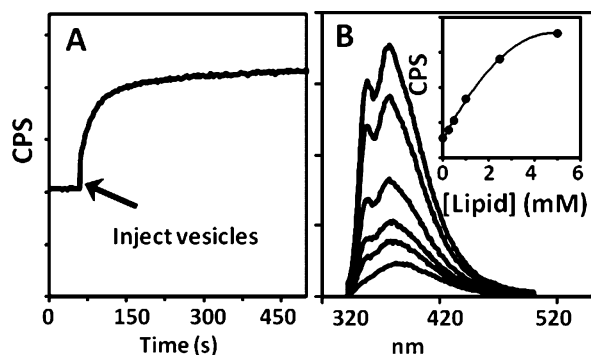 A
CPS
Inject vesicles
0 150 300 450
Time (s)
B
CPS
0 2 4 6
[Lipid] (mM)
320 420 520
nm